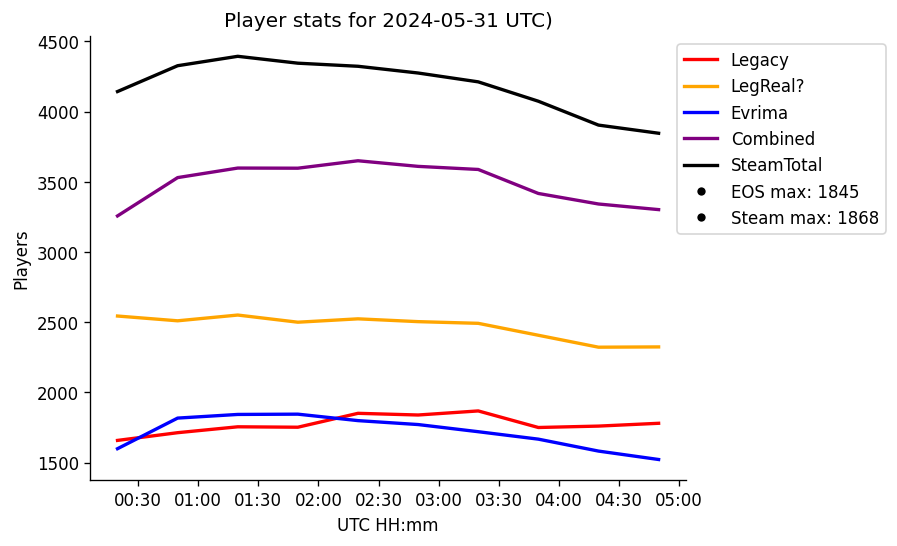 Player stats for 2024-05-31 UTC)
4500
4000
3500
3000
2500
2000
1500
Players
00:30 01:00 01:30 02:00 02:30 03:00 03:30 04:00 04:30 05:00
UTC HH:mm
Legacy
LegReal?
Evrima
Combined
SteamTotal
EOS max: 1845
Steam max: 1868